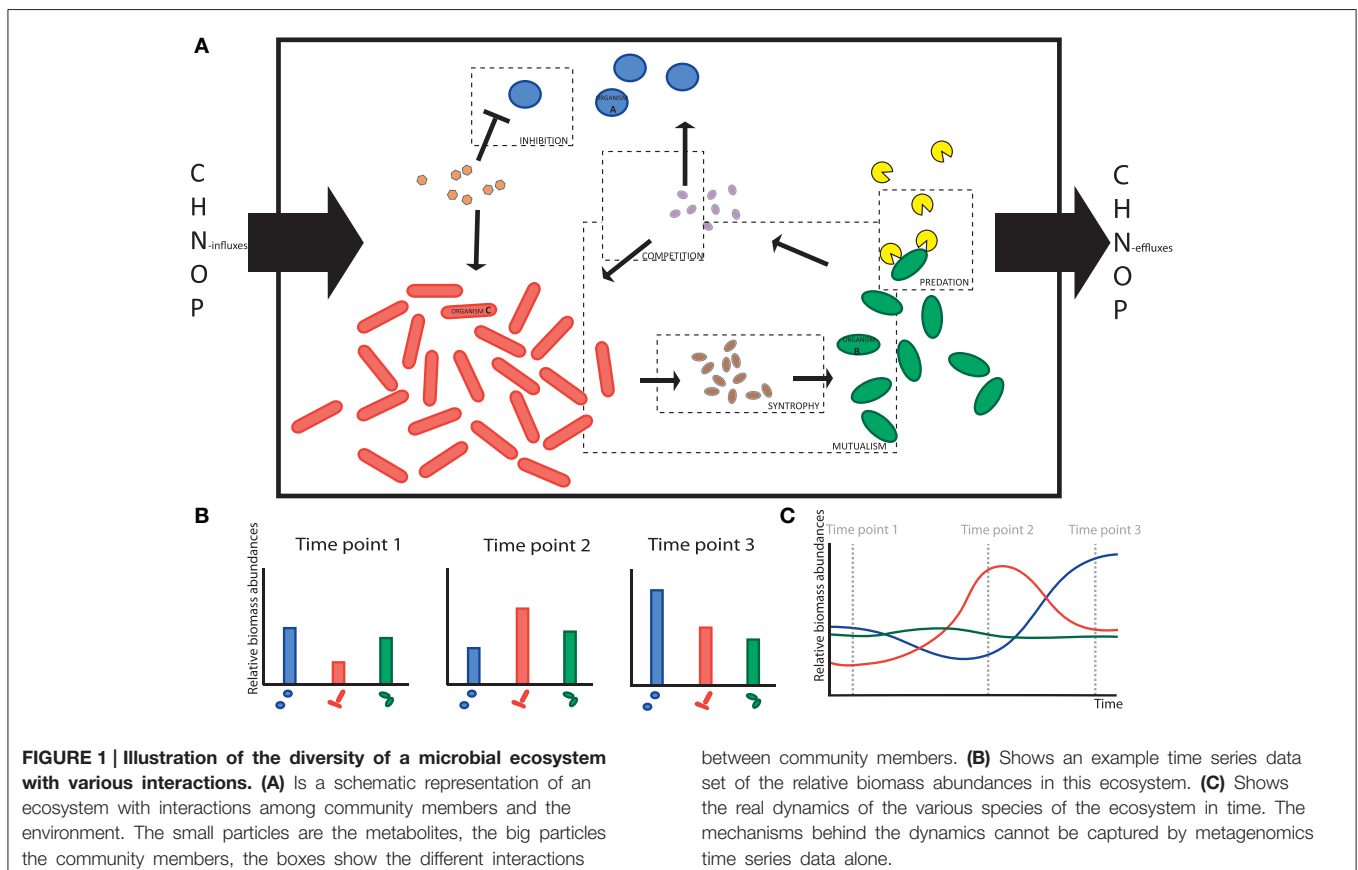 A
C
H
N-influxes
O
P
ORGANISM
A
INHIBITION
COMPETITION
PREDATION
ORGANISM C
ORGANISM
B
SYNTROPHY
MUTUALISM
C
H
N-effluxes
O
P
B
Time point 1
Time point 2
Time point 3
Relative biomass abundances
C
Time point 1
Time point 2
Time point 3
Relative biomass abundances
Time
FIGURE 1 | Illustration of the diversity of a microbial ecosystem
with various interactions. (A) Is a schematic representation of an
ecosystem with interactions among community members and the
environment. The small particles are the metabolites, the big particles
the community members, the boxes show the different interactions
between community members. (B) Shows an example time series data
set of the relative biomass abundances in this ecosystem. (C) Shows
the real dynamics of the various species of the ecosystem in time. The
mechanisms behind the dynamics cannot be captured by metagenomics
time series data alone.